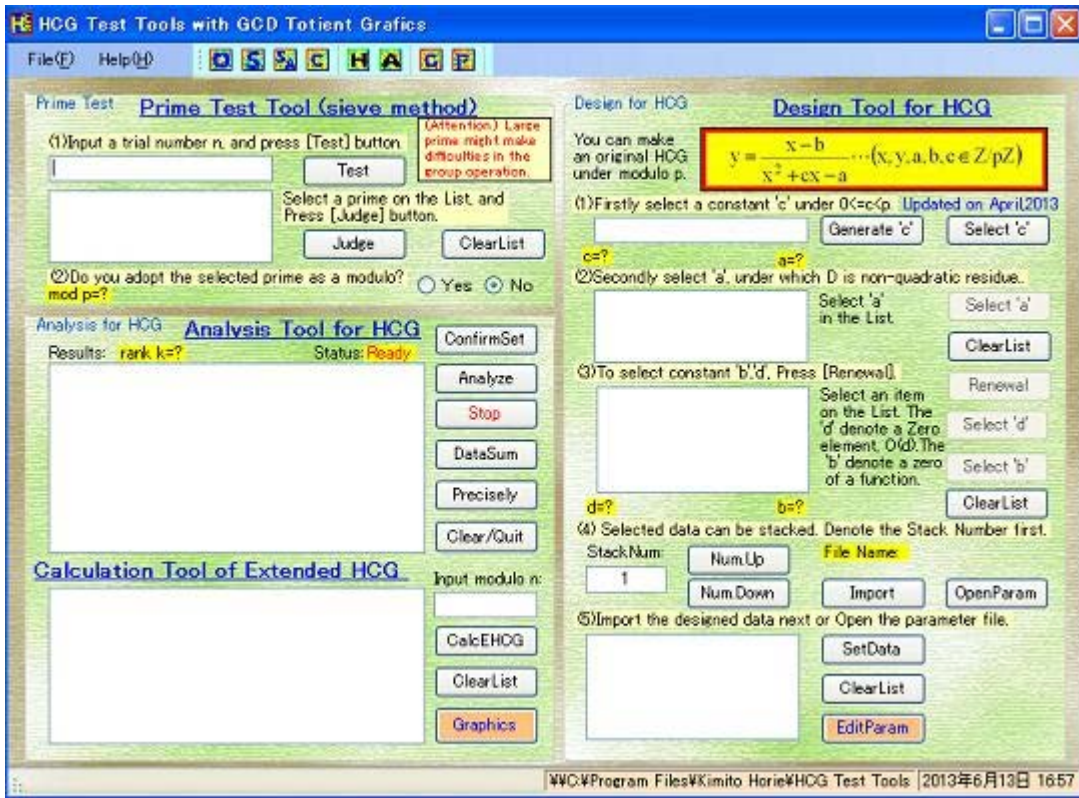 HCG Test Tools with GCD Totient Grafics
File(F) Help(H)
Prime Test
Prime Test Tool (sieve method)
(1)Input a trial number n, and press [Test] button.
(Attention) Large
prime might make
difficulties in the
group operation.
Test
Select a prime on the List, and
Press [Judge] button.
Judge
ClearList
(2)Do you adopt the selected prime as a modulo?
mod p=?
Yes
No
Analysis for HCG
Analysis Tool for HCG
Results:
rank k=?
Status:Ready
ConfirmSet
Analyze
Stop
DataSum
Precisely
Clear/Quit
Calculation Tool of Extended HCG
Input modulo n:
CalcEHCG
ClearList
Graphics
Design for HCG
Design Tool for HCG
You can make
an original HCG
under modulo p.
y = (x-b)/(x²+cx-a) ⋯(x,y,a,b,c∈Z/pZ)
(1)Firstly select a constant 'c' under 0<=c<p.
Updated on April,2013
Generate 'c'
Select 'c'
c=?
a=?
(2)Secondly select 'a', under which D is non-quadratic residue..
Select 'a'
in the List.
Select 'a'
ClearList
(3)To select constant 'b','d', Press [Renewal].
Select an item
on the List. The
'd' denote a Zero
element, O(d).The
'b' denote a zero
of a function.
Renewal
Select 'd'
Select 'b'
ClearList
d=?
b=?
(4) Selected data can be stacked. Denote the Stack Number first.
StackNum:
1
Num.Up
Num.Down
File Name:
Import
OpenParam
(5)Import the designed data next or Open the parameter file.
SetData
ClearList
EditParam
¥¥C:¥Program Files¥Kimito Horie¥HCG Test Tools
2013年6月13日 16:57